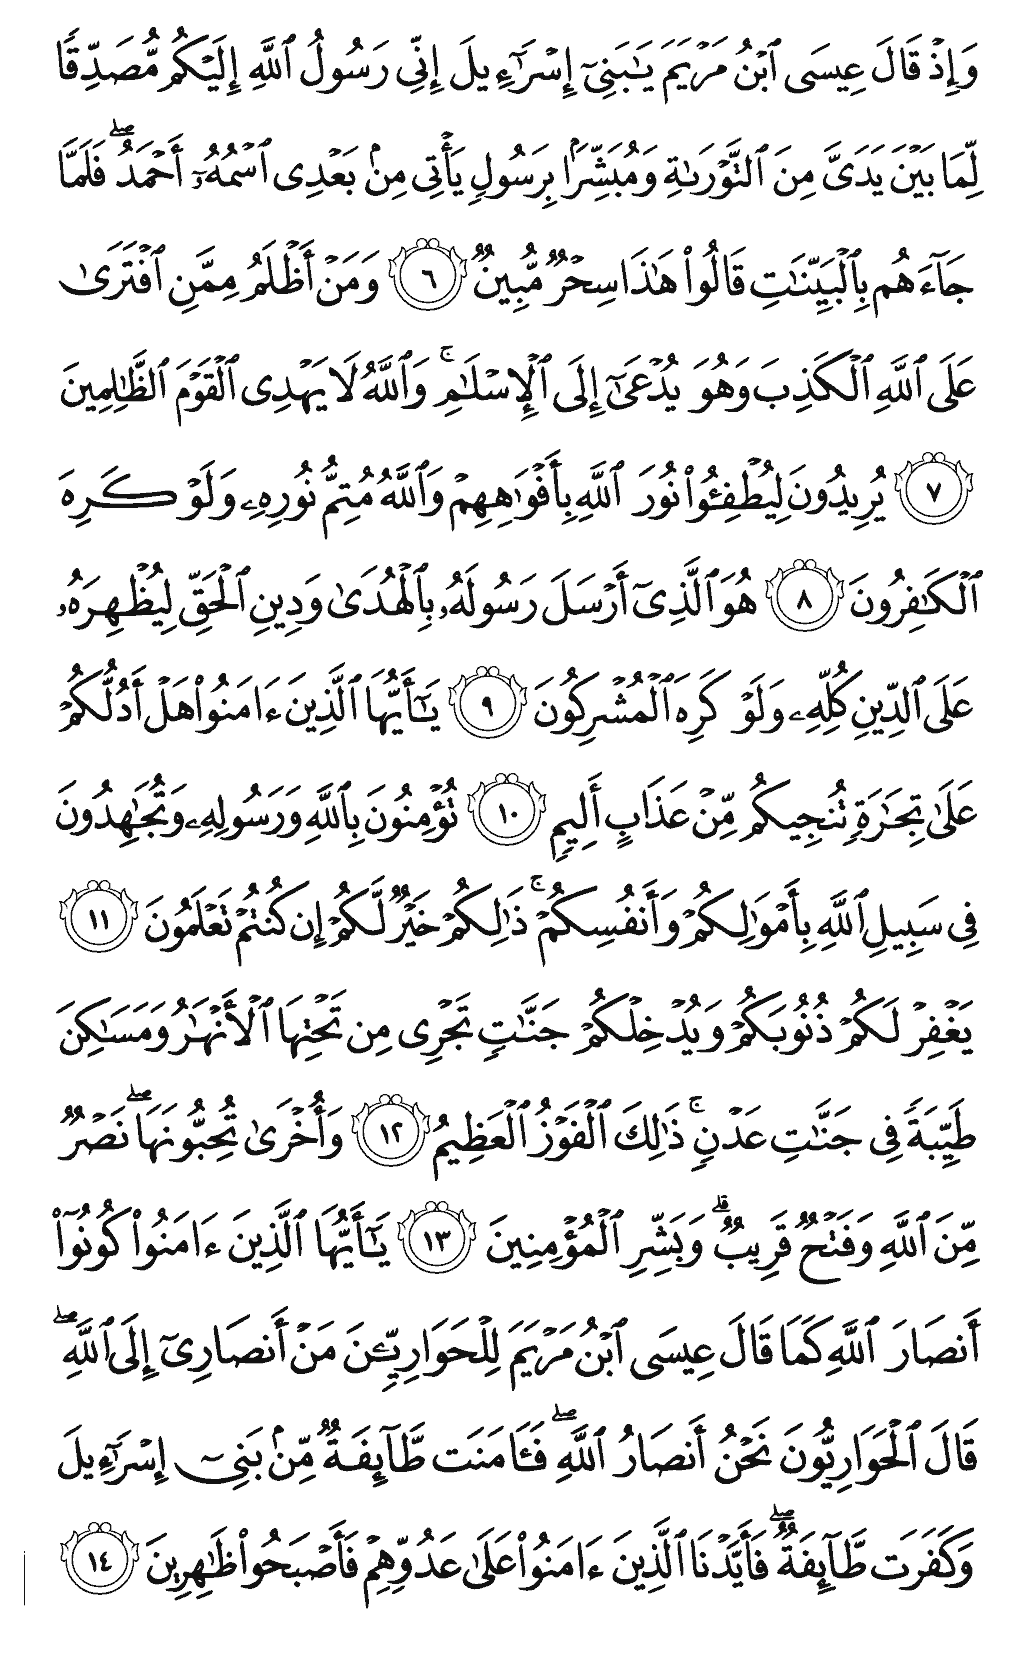 وَإِذْ قَالَ عِيسَى ٱبْنُ مَرْيَمَ يَـٰبَنِىٓ إِسْرَٰٓءِيلَ إِنِّى رَسُولُ ٱللَّهِ إِلَيْكُم مُّصَدِّقًا
لِّمَا بَيْنَ يَدَىَّ مِنَ ٱلتَّوْرَىٰةِ وَمُبَشِّرًۢا بِرَسُولٍ يَأْتِى مِنۢ بَعْدِى ٱسْمُهُۥٓ أَحْمَدُ ۖ فَلَمَّا
جَآءَهُم بِٱلْبَيِّنَـٰتِ قَالُوا۟ هَـٰذَا سِحْرٌ مُّبِينٌ ٦ وَمَنْ أَظْلَمُ مِمَّنِ ٱفْتَرَىٰ
عَلَى ٱللَّهِ ٱلْكَذِبَ وَهُوَ يُدْعَىٰٓ إِلَى ٱلْإِسْلَـٰمِ ۚ وَٱللَّهُ لَا يَهْدِى ٱلْقَوْمَ ٱلظَّـٰلِمِينَ
٧ يُرِيدُونَ لِيُطْفِـُٔوا۟ نُورَ ٱللَّهِ بِأَفْوَٰهِهِمْ وَٱللَّهُ مُتِمُّ نُورِهِۦ وَلَوْ كَرِهَ
ٱلْكَـٰفِرُونَ ٨ هُوَ ٱلَّذِىٓ أَرْسَلَ رَسُولَهُۥ بِٱلْهُدَىٰ وَدِينِ ٱلْحَقِّ لِيُظْهِرَهُۥ
عَلَى ٱلدِّينِ كُلِّهِۦ وَلَوْ كَرِهَ ٱلْمُشْرِكُونَ ٩ يَـٰٓأَيُّهَا ٱلَّذِينَ ءَامَنُوا۟ هَلْ أَدُلُّكُمْ
عَلَىٰ تِجَـٰرَةٍ تُنجِيكُم مِّنْ عَذَابٍ أَلِيمٍ ١٠ تُؤْمِنُونَ بِٱللَّهِ وَرَسُولِهِۦ وَتُجَـٰهِدُونَ
فِى سَبِيلِ ٱللَّهِ بِأَمْوَٰلِكُمْ وَأَنفُسِكُمْ ۚ ذَٰلِكُمْ خَيْرٌ لَّكُمْ إِن كُنتُمْ تَعْلَمُونَ ١١
يَغْفِرْ لَكُمْ ذُنُوبَكُمْ وَيُدْخِلْكُمْ جَنَّـٰتٍ تَجْرِى مِن تَحْتِهَا ٱلْأَنْهَـٰرُ وَمَسَـٰكِنَ
طَيِّبَةً فِى جَنَّـٰتِ عَدْنٍ ۚ ذَٰلِكَ ٱلْفَوْزُ ٱلْعَظِيمُ ١٢ وَأُخْرَىٰ تُحِبُّونَهَا ۖ نَصْرٌ
مِّنَ ٱللَّهِ وَفَتْحٌ قَرِيبٌ ۗ وَبَشِّرِ ٱلْمُؤْمِنِينَ ١٣ يَـٰٓأَيُّهَا ٱلَّذِينَ ءَامَنُوا۟ كُونُوٓا۟
أَنصَارَ ٱللَّهِ كَمَا قَالَ عِيسَى ٱبْنُ مَرْيَمَ لِلْحَوَارِيِّـۧنَ مَنْ أَنصَارِىٓ إِلَى ٱللَّهِ ۖ
قَالَ ٱلْحَوَارِيُّونَ نَحْنُ أَنصَارُ ٱللَّهِ ۖ فَـَٔامَنَت طَّآئِفَةٌ مِّنۢ بَنِىٓ إِسْرَٰٓءِيلَ
وَكَفَرَت طَّآئِفَةٌ ۖ فَأَيَّدْنَا ٱلَّذِينَ ءَامَنُوا۟ عَلَىٰ عَدُوِّهِمْ فَأَصْبَحُوا۟ ظَـٰهِرِينَ ١٤